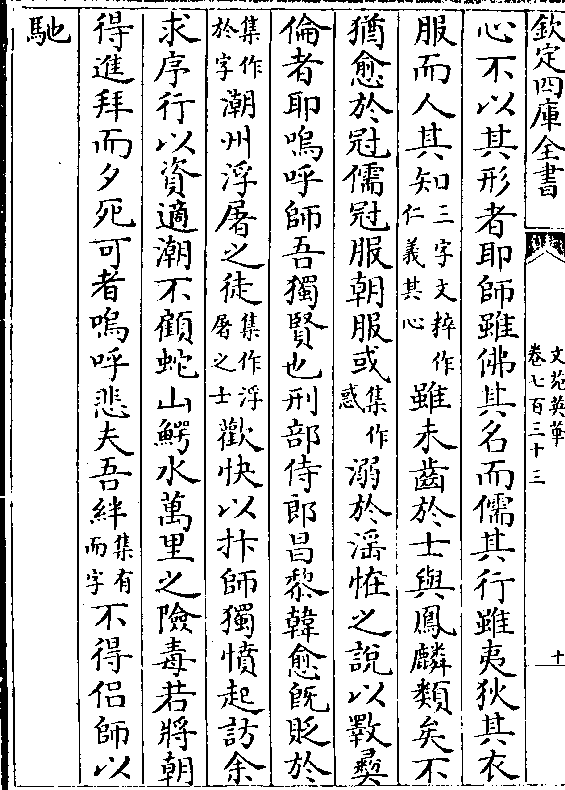 欽定四庫全書
文苑英華
卷七百三十三
十
心不以其形者耶師雖佛其名而儒其行雖夷狄其衣
服而人其知三字文粹作仁義其心雖未齒於士與鳳麟類矣不
猶愈於冠儒冠服朝服或集作惑溺於滛恠之說以斁彞
倫者耶嗚呼師吾獨賢也刑部侍郎昌黎韓愈既貶於
集作於字潮州浮屠之徒集作浮屠之士歡快以抃師獨憤起訪余
求序行以資適潮不顧蛇山鰐水萬里之險毒若將朝
得進拜而夕死可者嗚呼悲夫吾絆集有而字不得侣師以
馳